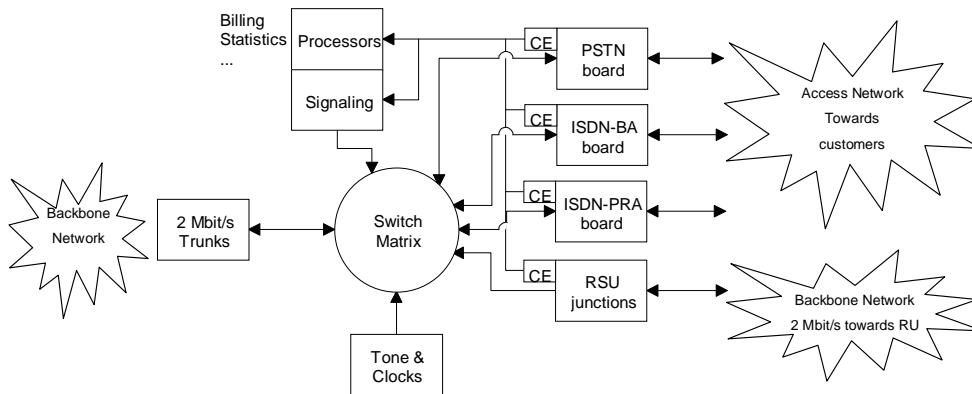 Billing
Statistics
...
Processors
Signaling
CE
PSTN
board
CE
ISDN-BA
board
CE
ISDN-PRA
board
CE
RSU
junctions
Access Network
Towards
customers
Backbone
Network
2 Mbit/s
Trunks
Switch
Matrix
Backbone Network
2 Mbit/s towards RU
Tone &
Clocks